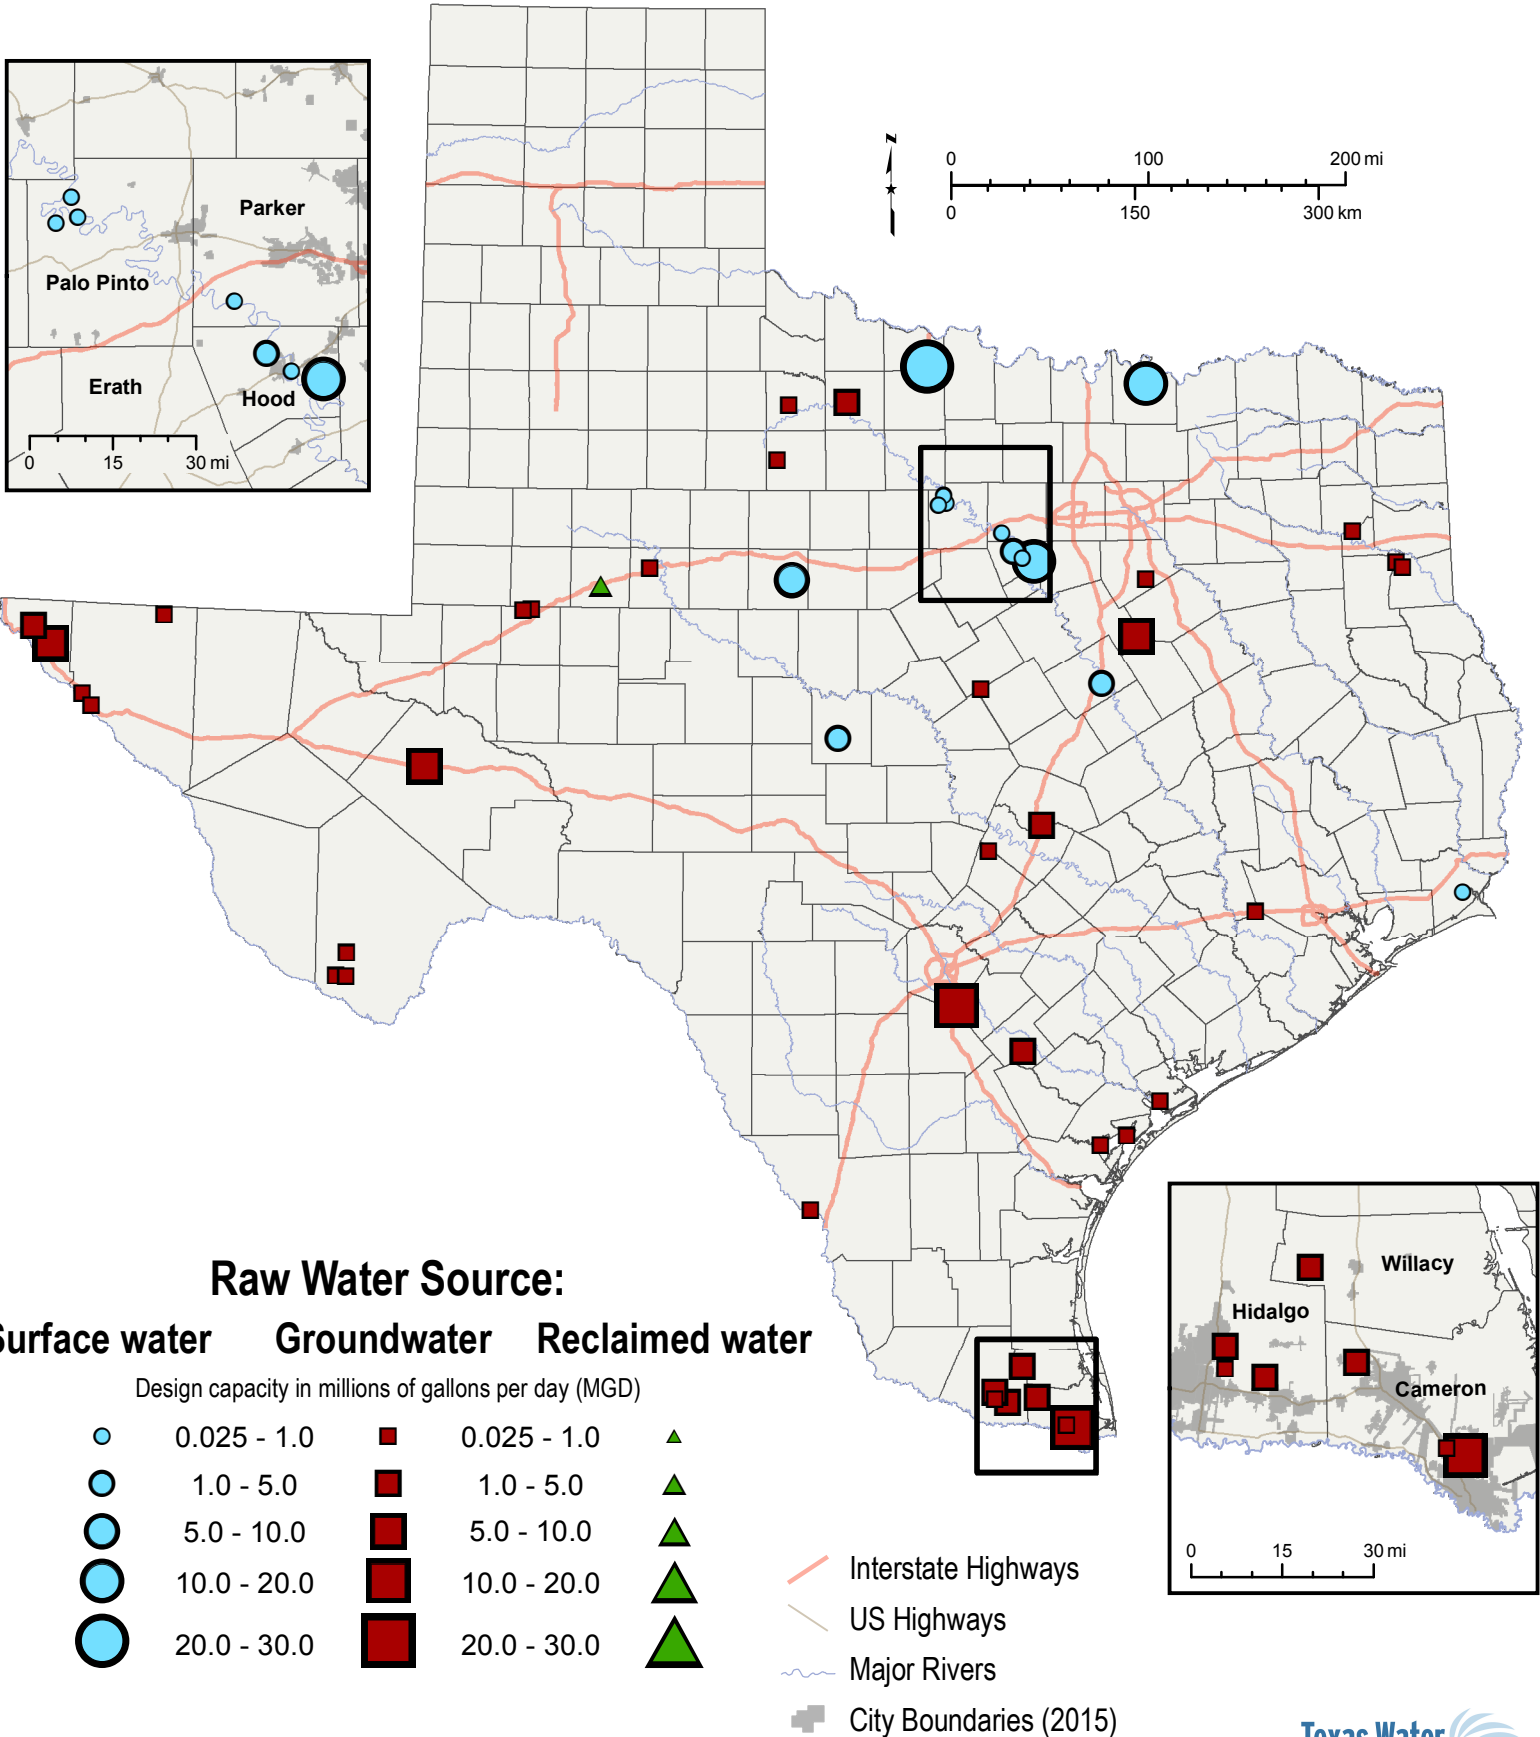 N
0 100 200 mi
0 150 300 km
Parker
Palo Pinto
Erath
Hood
0 15 30 mi
Raw Water Source:
Surface water Groundwater Reclaimed water
Design capacity in millions of gallons per day (MGD)
0.025 - 1.0 0.025 - 1.0
1.0 - 5.0 1.0 - 5.0
5.0 - 10.0 5.0 - 10.0
10.0 - 20.0 10.0 - 20.0
20.0 - 30.0 20.0 - 30.0
Interstate Highways
US Highways
Major Rivers
City Boundaries (2015)
Willacy
Hidalgo
Cameron
0 15 30 mi
Texas Water